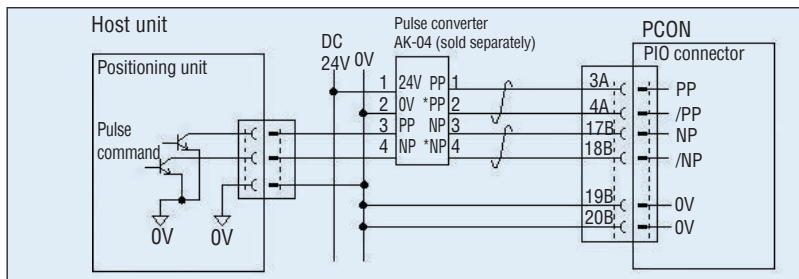 Host unit
Positioning unit
Pulse
command
0V
0V
DC
24V 0V
Pulse converter
AK-04 (sold separately)
1 24V PP 1
2 0V *PP 2
3 PP NP 3
4 NP *NP 4
PCON
PIO connector
3A PP
4A /PP
17B NP
18B /NP
19B 0V
20B 0V